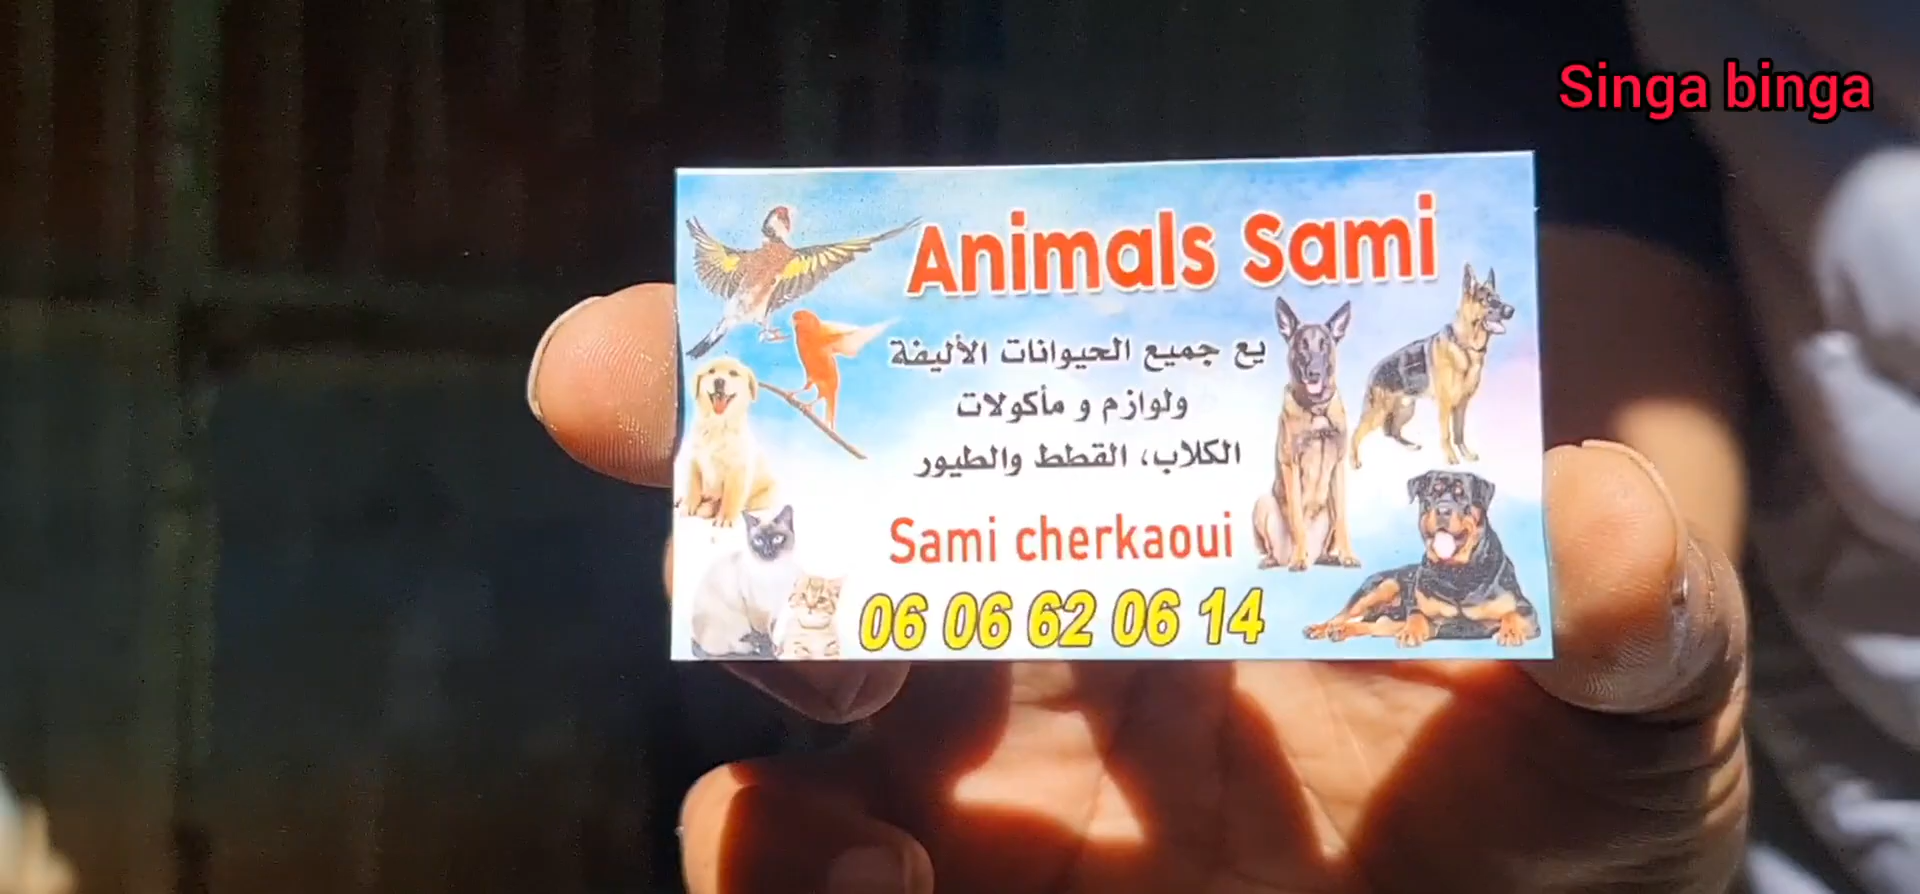 Singa binga
Animals Sami
بع جميع الحيوانات الأليفة
ولوازم و مأكولات
الكلاب، القطط والطيور
Sami cherkaoui
06 06 62 06 14